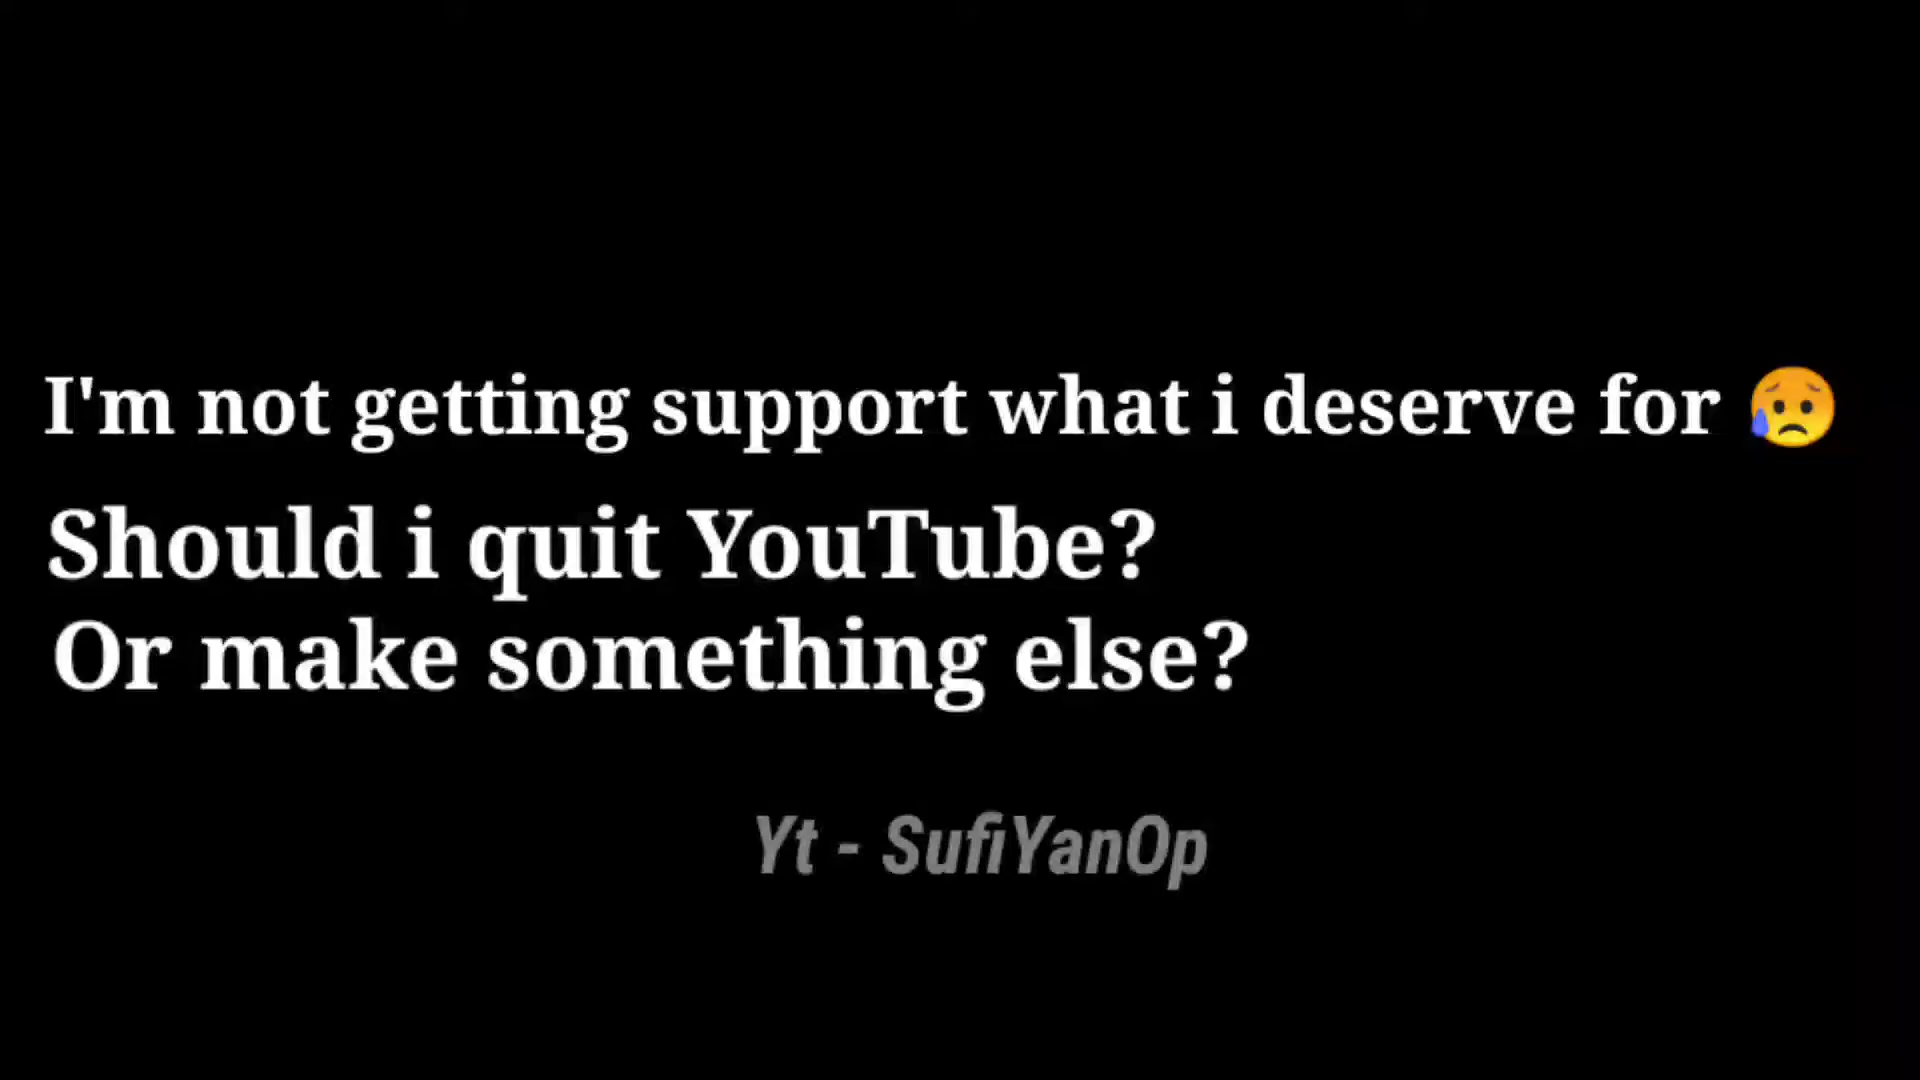 I'm not getting support what i deserve for 😥
Should i quit YouTube?
Or make something else?
Yt - SufiYanOp